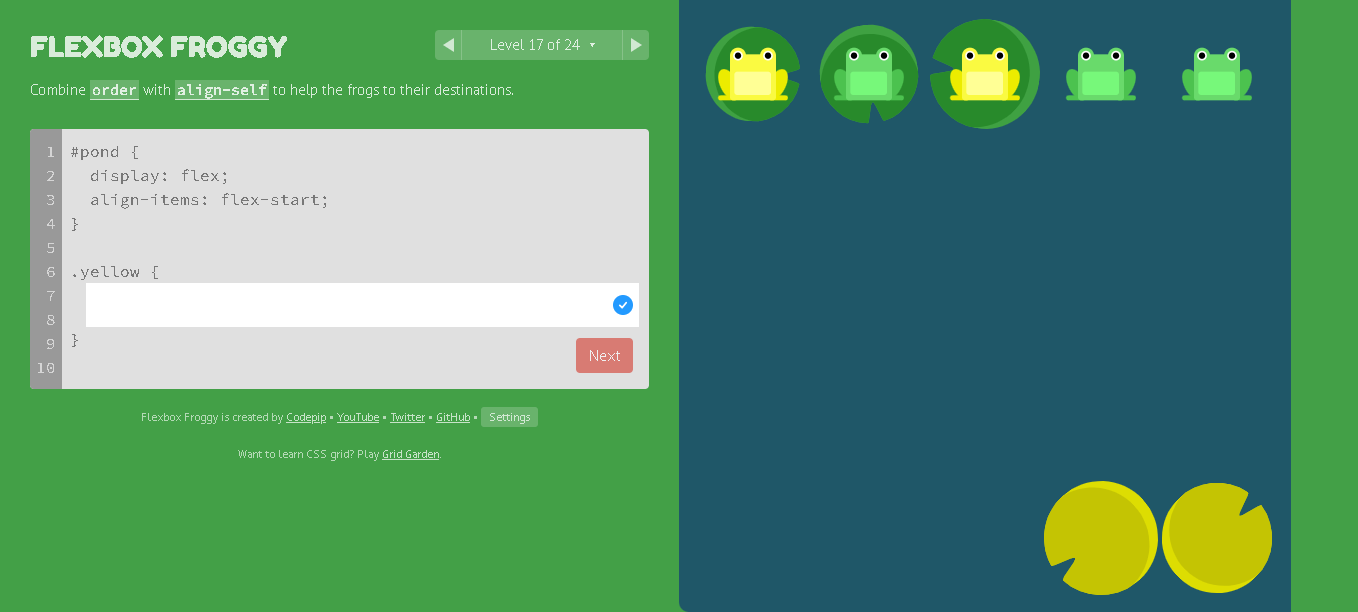 FLEXBOX FROGGY
Level 17 of 24 ▾
Combine order with align-self to help the frogs to their destinations.
1 #pond {
2 display: flex;
3 align-items: flex-start;
4 }
5
6 .yellow {
7
8
9 }
10
Next
Flexbox Froggy is created by Codepip • YouTube • Twitter • GitHub • Settings
Want to learn CSS grid? Play Grid Garden.